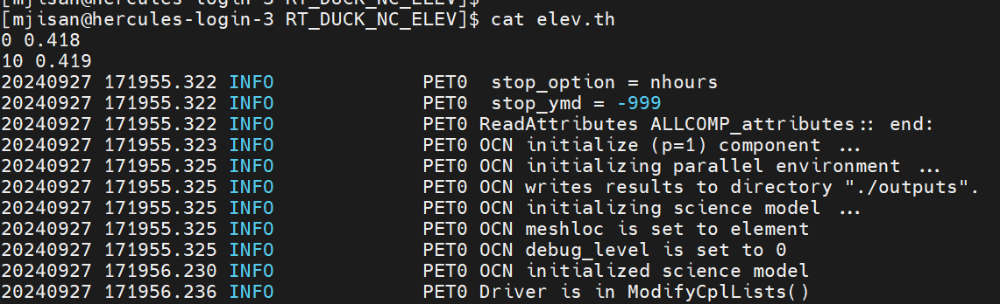 [mjisan@hercules-login-3 RT_DUCK_NC_ELEV]$
[mjisan@hercules-login-3 RT_DUCK_NC_ELEV]$ cat elev.th
0 0.418
10 0.419
20240927 171955.322 INFO             PET0  stop_option = nhours
20240927 171955.322 INFO             PET0  stop_ymd = -999
20240927 171955.322 INFO             PET0 ReadAttributes ALLCOMP_attributes:: end:
20240927 171955.323 INFO             PET0 OCN initialize (p=1) component ...
20240927 171955.325 INFO             PET0 OCN initializing parallel environment ...
20240927 171955.325 INFO             PET0 OCN writes results to directory "./outputs".
20240927 171955.325 INFO             PET0 OCN initializing science model ...
20240927 171955.325 INFO             PET0 OCN meshloc is set to element
20240927 171955.325 INFO             PET0 OCN debug_level is set to 0
20240927 171956.230 INFO             PET0 OCN initialized science model
20240927 171956.236 INFO             PET0 Driver is in ModifyCplLists()